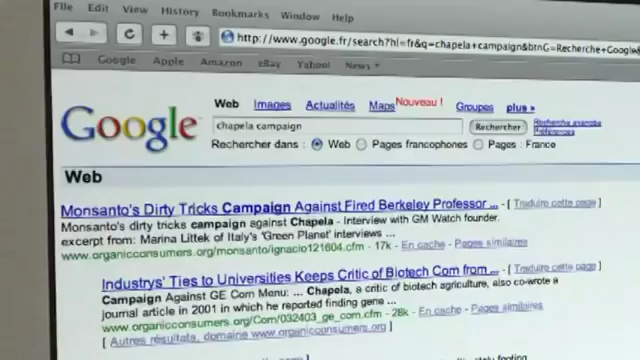 File Edit View History Bookmarks Window Help
http://www.google.fr/search?hl=fr&q=chapela+campaign&btnG=Recherche+Google&
Google Apple Amazon eBay Yahoo! News
Web Images Actualités Maps Nouveau ! Groupes plus »
Google
chapela campaign
Rechercher
Recherche avancée
Préférences
Rechercher dans : Web Pages francophones Pages : France
Web
Monsanto's Dirty Tricks Campaign Against Fired Berkeley Professor ... - [ Traduire cette page ]
Monsanto's dirty tricks campaign against Chapela - Interview with GM Watch founder.
excerpt from: Marina Littek of Italy's 'Green Planet' interviews ...
www.organicconsumers.org/monsanto/ignacio121604.cfm - 17k - En cache - Pages similaires
Industrys' Ties to Universities Keeps Critic of Biotech Corn from ... - [ Traduire cette page ]
Campaign Against GE Corn Menu: ... Chapela, a critic of biotech agriculture, also co-wrote a
journal article in 2001 in which he reported finding gene ...
www.organicconsumers.org/Corn/032403_ge_corn.cfm - 28k - En cache - Pages similaires
[ Autres résultats, domaine www.organicconsumers.org ]
footing